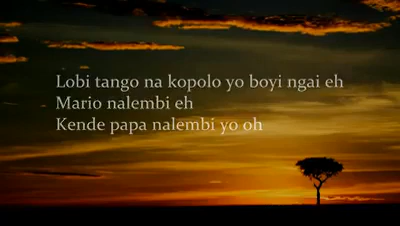 Lobi tango na kopolo yo boyi ngai eh
Mario nalembi eh
Kende papa nalembi yo oh